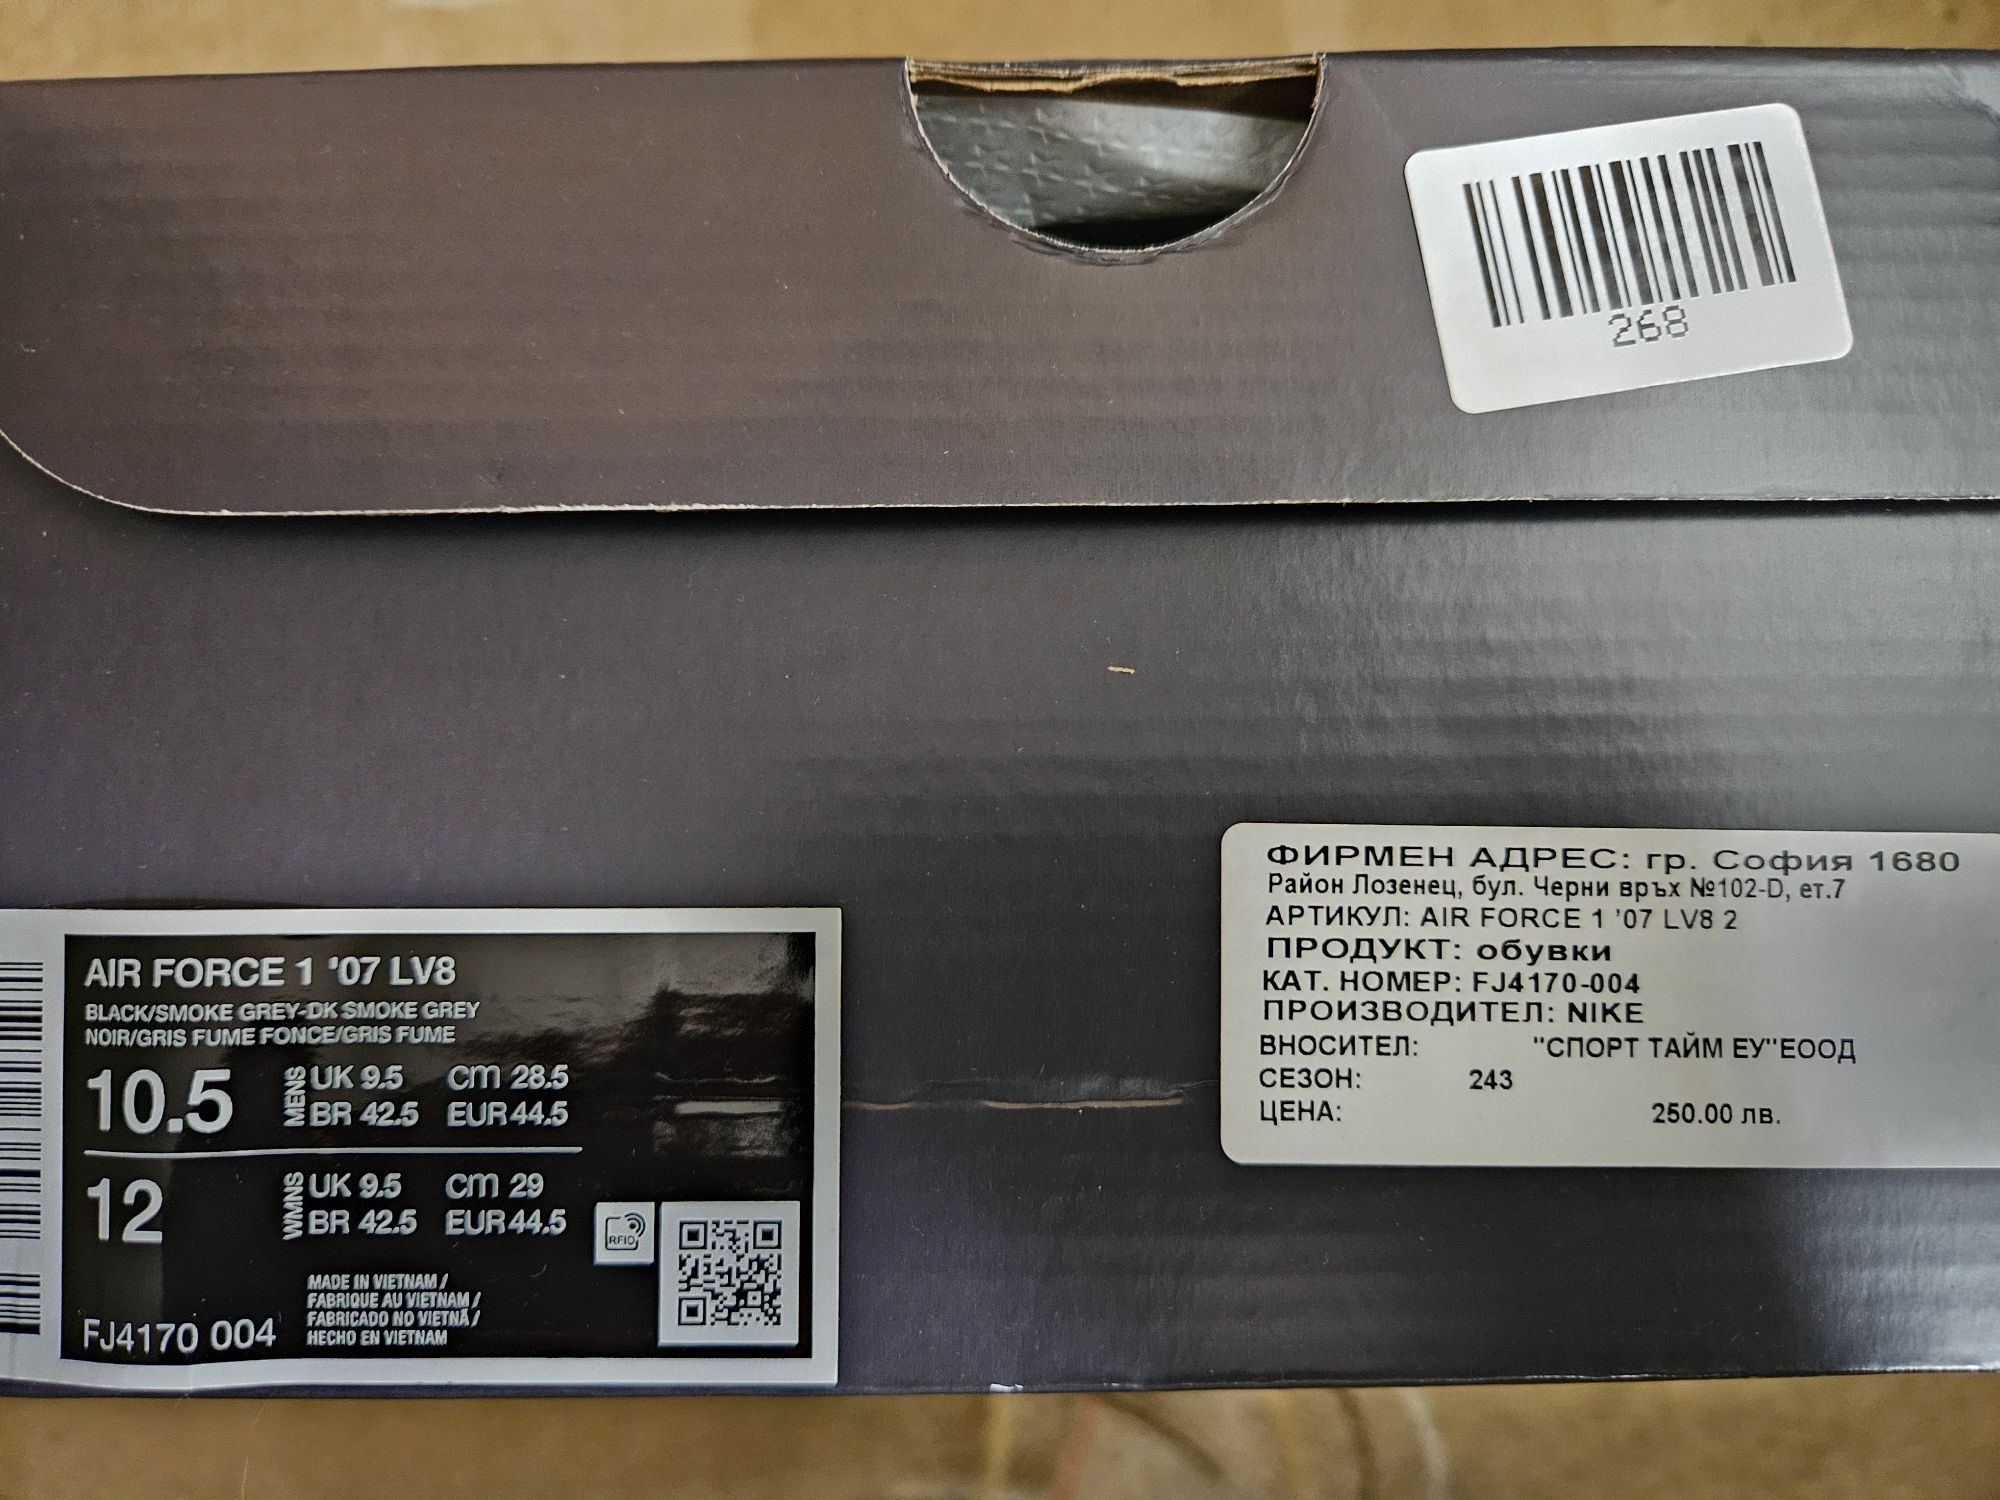 268
ФИРМЕН АДРЕС: гр. София 1680
Район Лозенец, бул. Черни връх №102-D, ет.7
АРТИКУЛ: AIR FORCE 1 '07 LV8 2
ПРОДУКТ: обувки
КАТ. НОМЕР: FJ4170-004
ПРОИЗВОДИТЕЛ: NIKE
ВНОСИТЕЛ: "СПОРТ ТАЙМ ЕУ"ЕООД
СЕЗОН: 243
ЦЕНА: 250.00 лв.
AIR FORCE 1 '07 LV8
BLACK/SMOKE GREY-DK SMOKE GREY
NOIR/GRIS FUME FONCE/GRIS FUME
10.5 MENS UK 9.5 cm 28.5
BR 42.5 EUR 44.5
12 WMNS UK 9.5 cm 29
BR 42.5 EUR 44.5
RFID
MADE IN VIETNAM /
FABRIQUE AU VIETNAM /
FABRICADO NO VIETNÃ /
HECHO EN VIETNAM
FJ4170 004